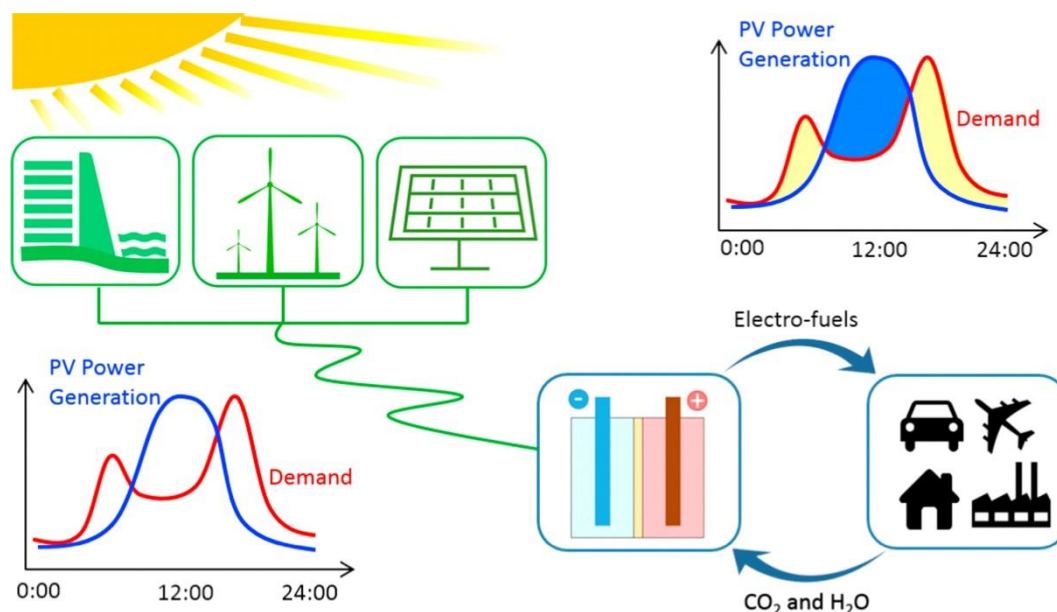 PV Power
Generation
Demand
0:00 12:00 24:00
Electro-fuels
PV Power
Generation
Demand
0:00 12:00 24:00
- +
CO₂ and H₂O